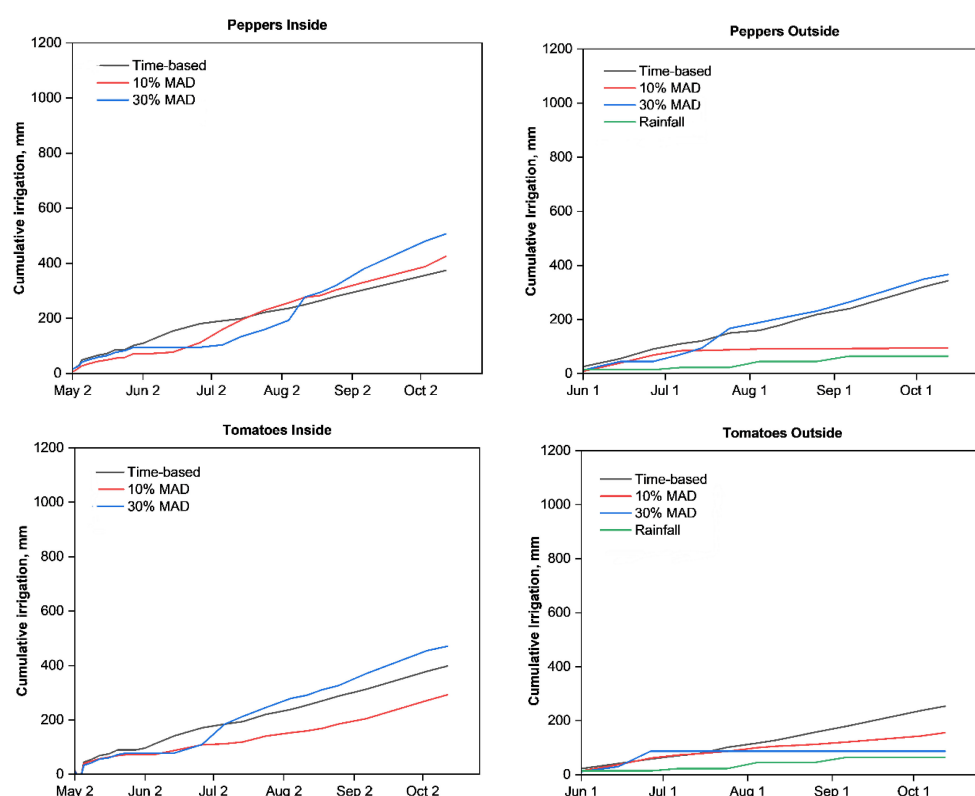 Peppers Inside
1200
1000
800
600
400
200
0
Cumulative irrigation, mm
Time-based
10% MAD
30% MAD
May 2 Jun 2 Jul 2 Aug 2 Sep 2 Oct 2
Peppers Outside
1200
1000
800
600
400
200
0
Cumulative Irrigation, mm
Time-based
10% MAD
30% MAD
Rainfall
Jun 1 Jul 1 Aug 1 Sep 1 Oct 1
Tomatoes Inside
1200
1000
800
600
400
200
0
Cumulative irrigation, mm
Time-based
10% MAD
30% MAD
May 2 Jun 2 Jul 2 Aug 2 Sep 2 Oct 2
Tomatoes Outside
1200
1000
800
600
400
200
0
Cumulative Irrigation, mm
Time-based
10% MAD
30% MAD
Rainfall
Jun 1 Jul 1 Aug 1 Sep 1 Oct 1